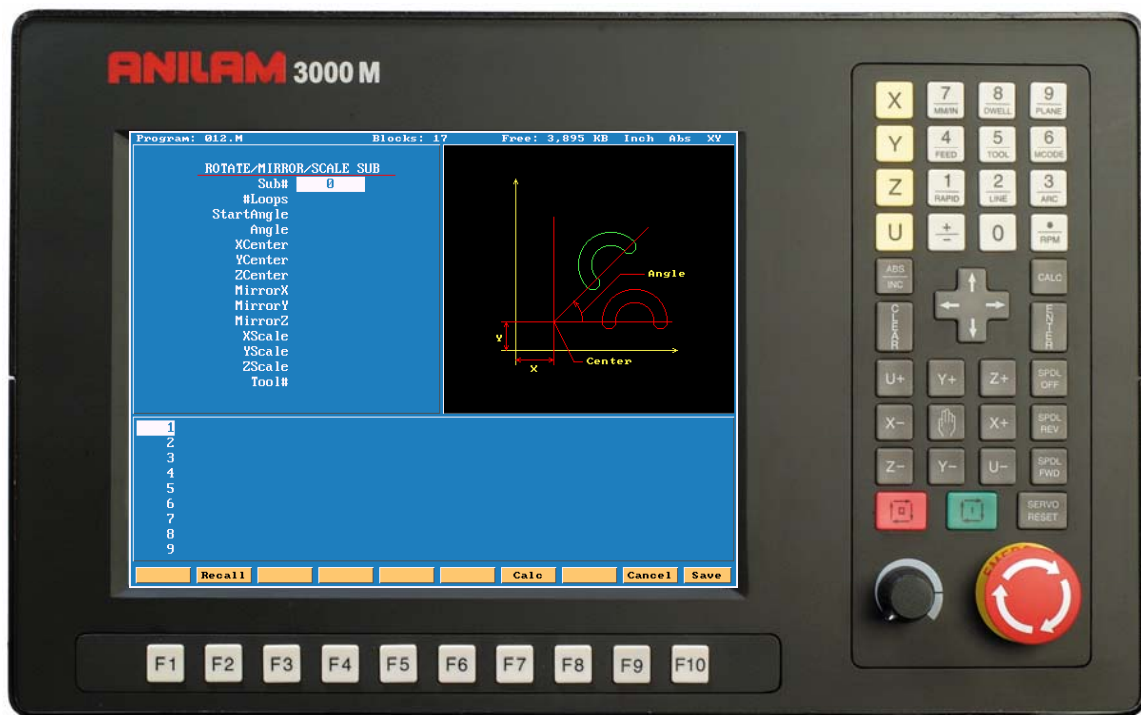 ANILAM 3000 M
Program: 012.M Blocks: 17 Free: 3,895 KB Inch Abs XY
ROTATE/MIRROR/SCALE SUB
Sub# 0
#Loops
StartAngle
Angle
XCenter
YCenter
ZCenter
MirrorX
MirrorY
MirrorZ
XScale
YScale
ZScale
Tool#
Angle
Y
Center
X
1
2
3
4
5
6
7
8
9
Recall Calc Cancel Save
F1 F2 F3 F4 F5 F6 F7 F8 F9 F10
X 7 8 9
MM/IN DWELL PLANE
Y 4 5 6
FEED TOOL MCODE
Z 1 2 3
RAPID LINE ARC
U +/- 0 •
RPM
ABS
INC
CALC
CLEAR
ENTER
U+ Y+ Z+ SPDL OFF
X- X+ SPDL REV
Z- Y- U- SPDL FWD
0 I SERVO RESET